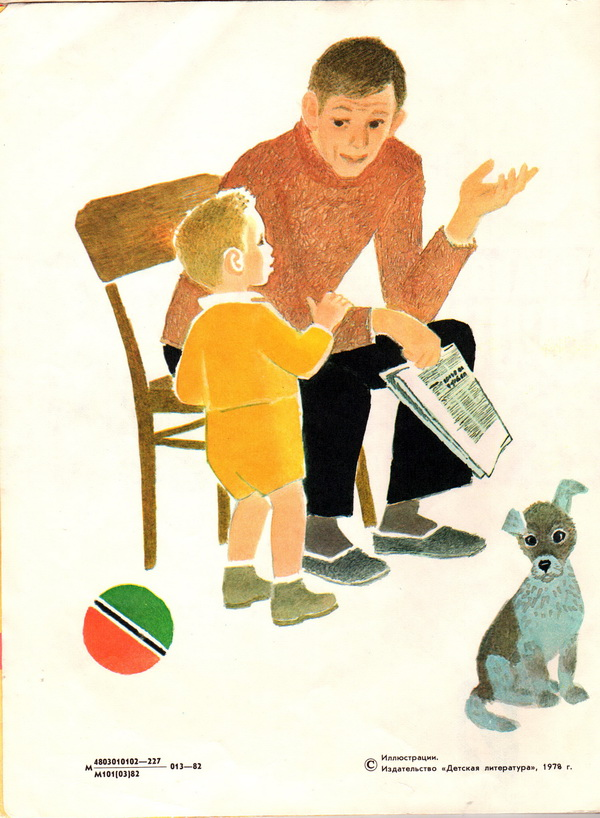 М 4803010102—227 013—82
М101(03)82
© Иллюстрации.
Издательство «Детская литература», 1978 г.